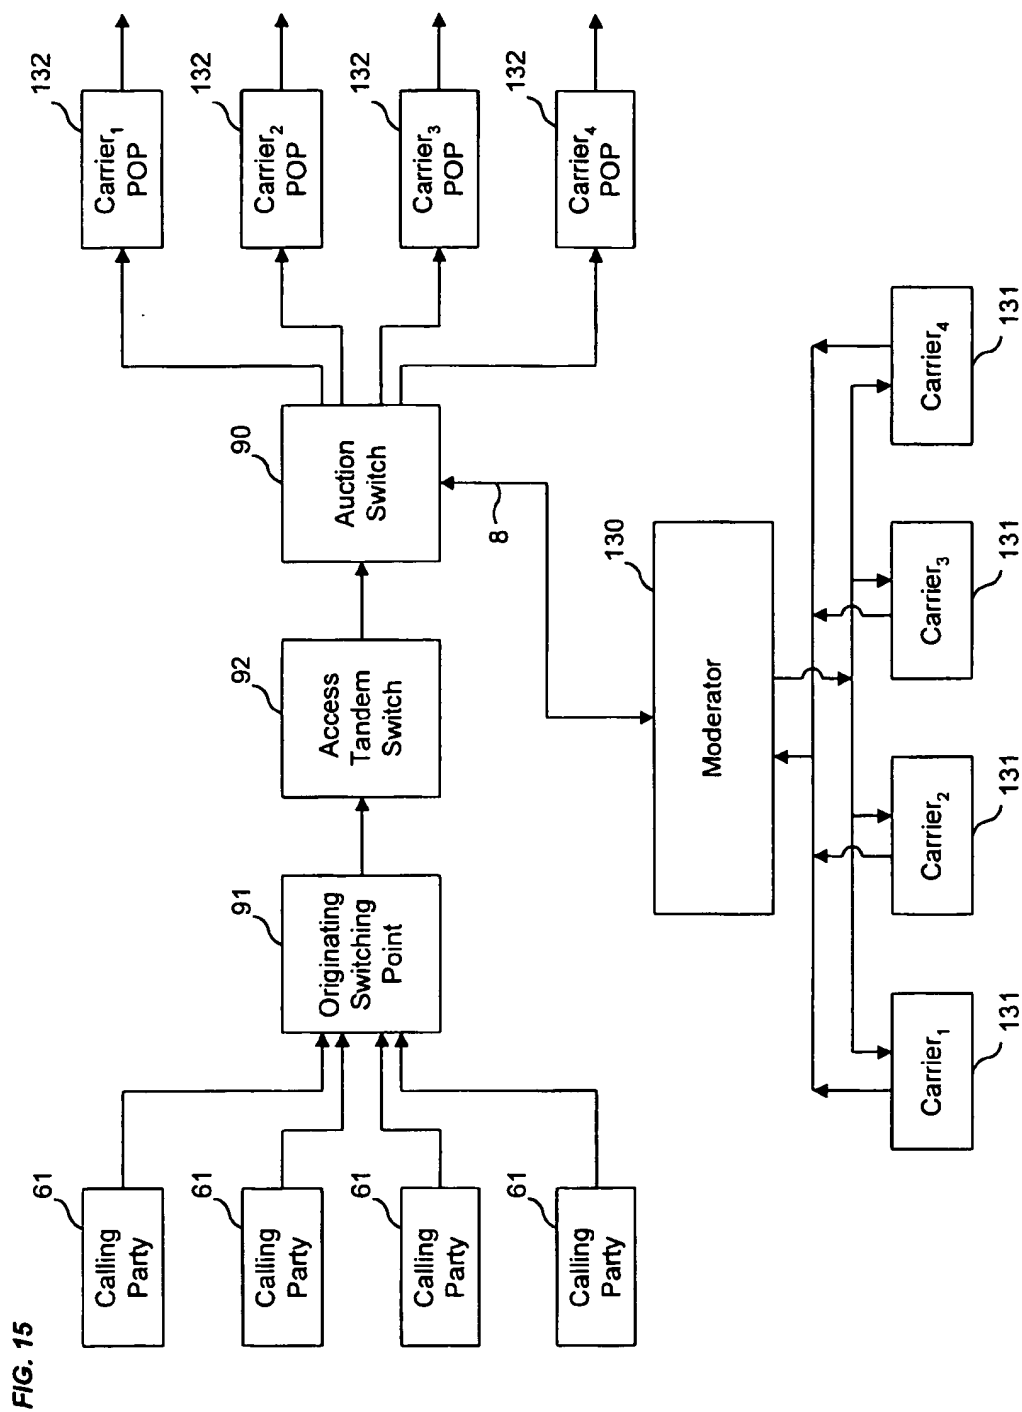 FIG. 15
61
Calling
Party
61
Calling
Party
61
Calling
Party
61
Calling
Party
91
Originating
Switching
Point
92
Access
Tandem
Switch
90
Auction
Switch
8
132
Carrier₁
POP
132
Carrier₂
POP
132
Carrier₃
POP
132
Carrier₄
POP
130
Moderator
Carrier₁
131
Carrier₂
131
Carrier₃
131
Carrier₄
131